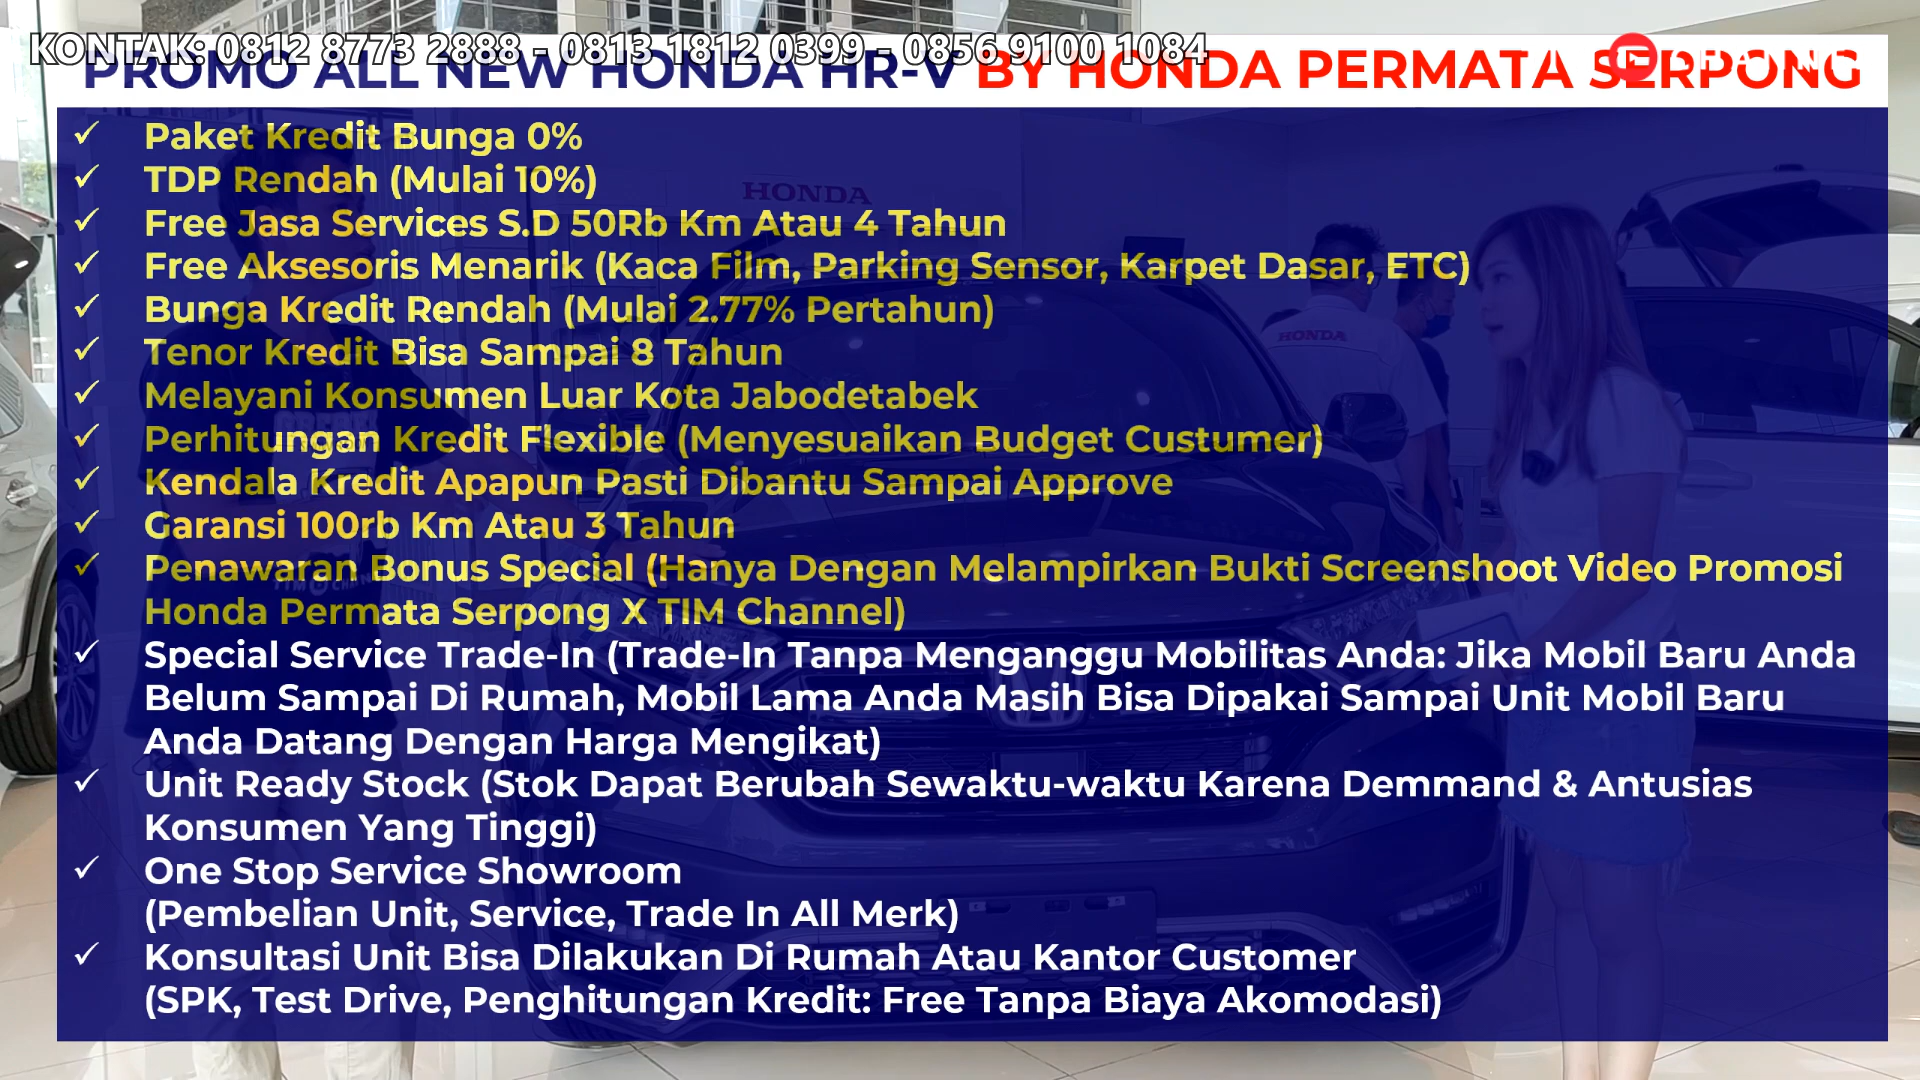 KONTAK: 0812 8773 2888 - 0813 1812 0399 - 0856 9100 1084
PROMO ALL NEW HONDA HR-V BY HONDA PERMATA SERPONG
✓ Paket Kredit Bunga 0%
✓ TDP Rendah (Mulai 10%)
✓ Free Jasa Services S.D 50Rb Km Atau 4 Tahun
✓ Free Aksesoris Menarik (Kaca Film, Parking Sensor, Karpet Dasar, ETC)
✓ Bunga Kredit Rendah (Mulai 2.77% Pertahun)
✓ Tenor Kredit Bisa Sampai 8 Tahun
✓ Melayani Konsumen Luar Kota Jabodetabek
✓ Perhitungan Kredit Flexible (Menyesuaikan Budget Custumer)
✓ Kendala Kredit Apapun Pasti Dibantu Sampai Approve
✓ Garansi 100rb Km Atau 3 Tahun
✓ Penawaran Bonus Special (Hanya Dengan Melampirkan Bukti Screenshoot Video Promosi
Honda Permata Serpong X TIM Channel)
✓ Special Service Trade-In (Trade-In Tanpa Menganggu Mobilitas Anda: Jika Mobil Baru Anda
Belum Sampai Di Rumah, Mobil Lama Anda Masih Bisa Dipakai Sampai Unit Mobil Baru
Anda Datang Dengan Harga Mengikat)
✓ Unit Ready Stock (Stok Dapat Berubah Sewaktu-waktu Karena Demmand & Antusias
Konsumen Yang Tinggi)
✓ One Stop Service Showroom
(Pembelian Unit, Service, Trade In All Merk)
✓ Konsultasi Unit Bisa Dilakukan Di Rumah Atau Kantor Customer
(SPK, Test Drive, Penghitungan Kredit: Free Tanpa Biaya Akomodasi)
HONDA
HONDA